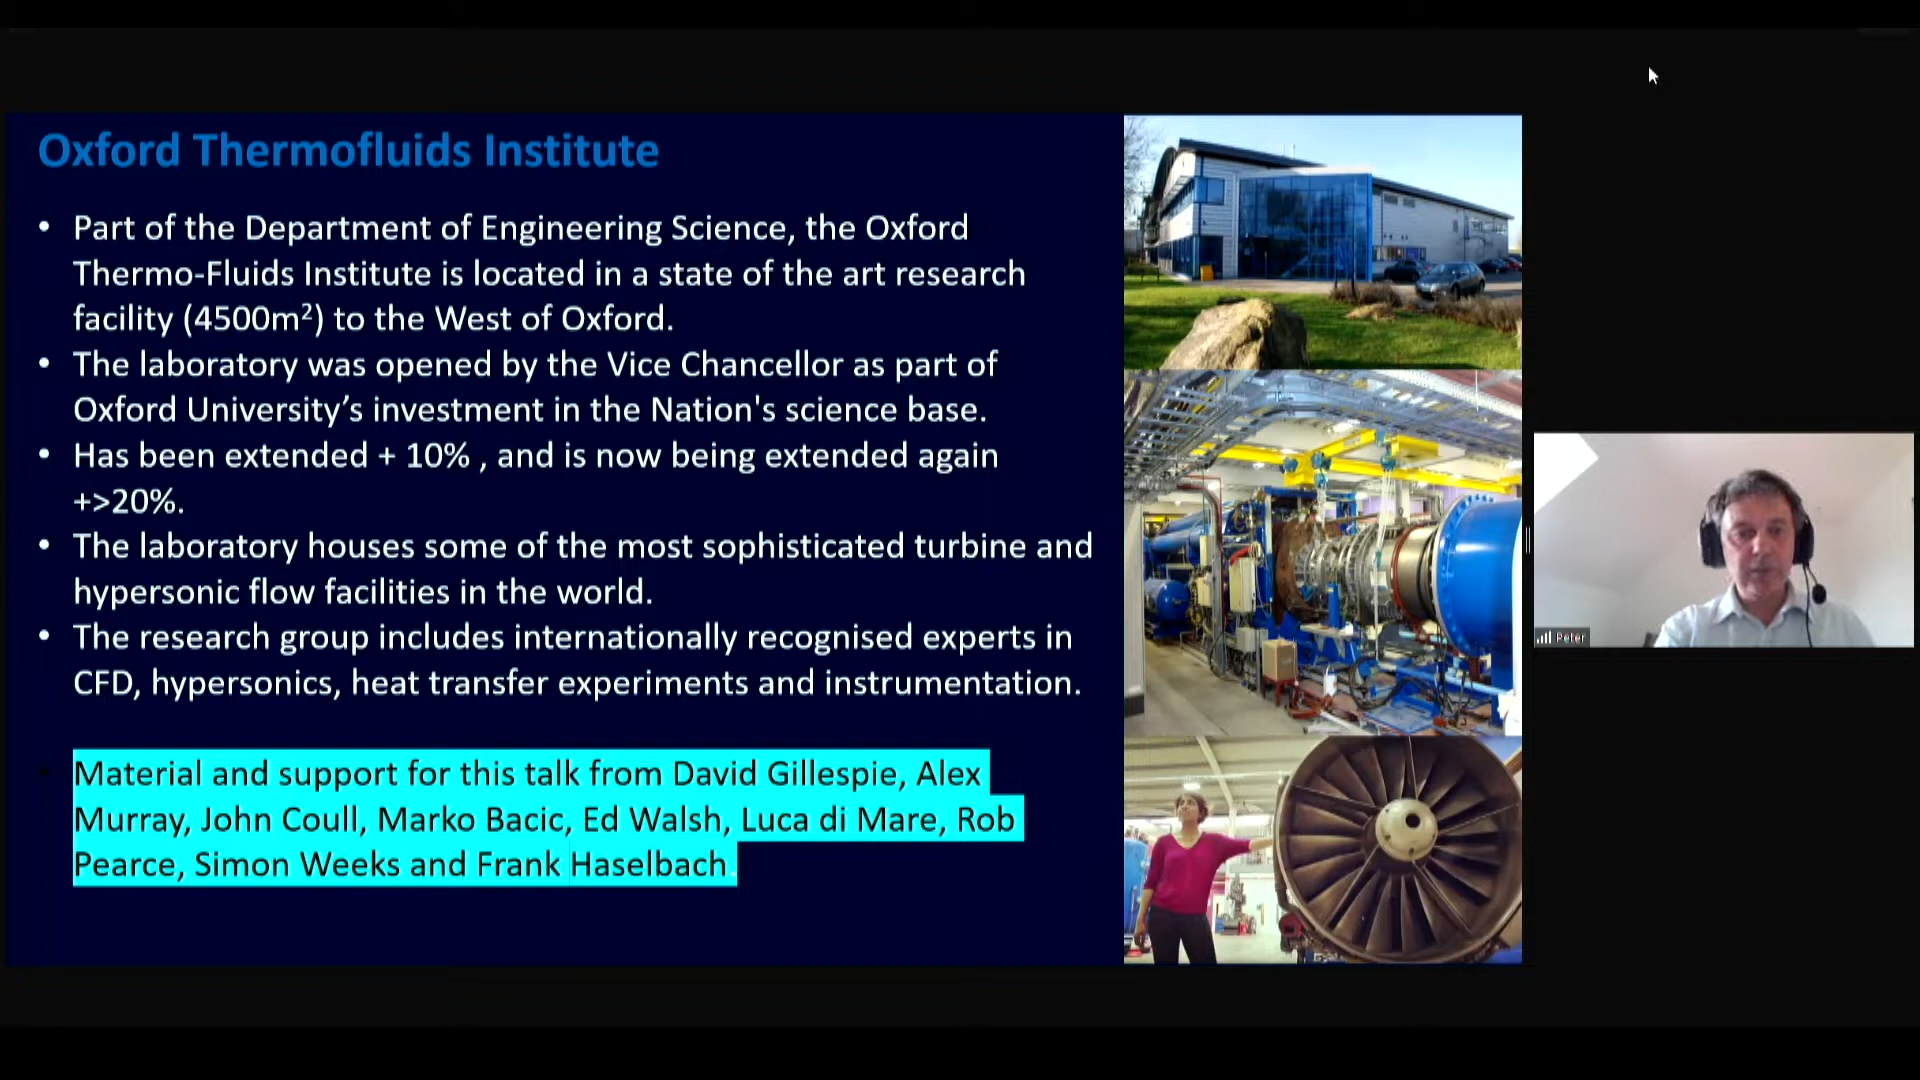 Oxford Thermofluids Institute
• Part of the Department of Engineering Science, the Oxford
Thermo-Fluids Institute is located in a state of the art research
facility (4500m²) to the West of Oxford.
• The laboratory was opened by the Vice Chancellor as part of
Oxford University’s investment in the Nation's science base.
• Has been extended + 10% , and is now being extended again
+>20%.
• The laboratory houses some of the most sophisticated turbine and
hypersonic flow facilities in the world.
• The research group includes internationally recognised experts in
CFD, hypersonics, heat transfer experiments and instrumentation.
• Material and support for this talk from David Gillespie, Alex
Murray, John Coull, Marko Bacic, Ed Walsh, Luca di Mare, Rob
Pearce, Simon Weeks and Frank Haselbach.
Peter